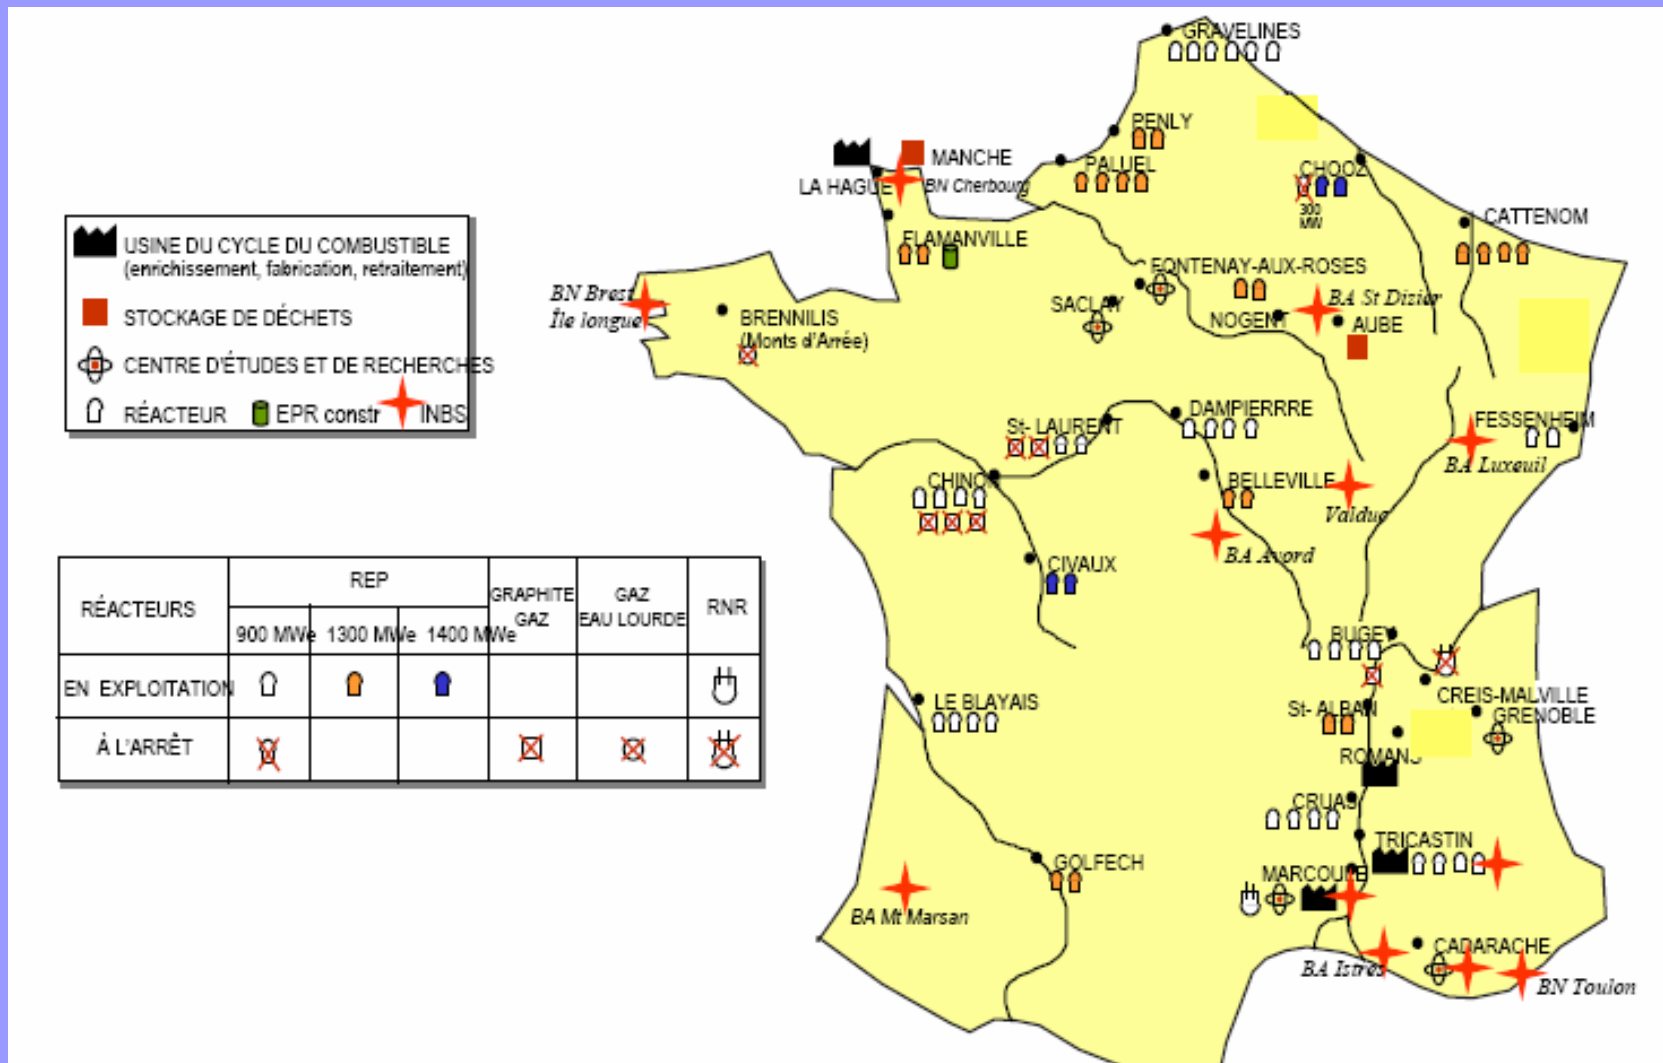 GRAVELINES
PENLY
MANCHE
PALUEL
CHOOZ
LA HAGUE
BN Cherbourg
300
MW
CATTENOM
FLAMANVILLE
USINE DU CYCLE DU COMBUSTIBLE
(enrichissement, fabrication, retraitement)
STOCKAGE DE DÉCHETS
CENTRE D'ÉTUDES ET DE RECHERCHES
RÉACTEUR
EPR constr
INBS
FONTENAY-AUX-ROSES
BN Brest
Île longue
BRENNILIS
(Monts d'Arrée)
SACLAY
NOGENT
BA St Dizier
AUBE
DAMPIERRRE
St- LAURENT
FESSENHEIM
BA Luxeuil
CHINON
BELLEVILLE
Valduc
BA Avord
CIVAUX
RÉACTEURS
REP
GRAPHITE
GAZ
GAZ
EAU LOURDE
RNR
900 MWe
1300 MWe
1400 MWe
EN EXPLOITATION
À L'ARRÊT
BUGEY
CREIS-MALVILLE
LE BLAYAIS
St- ALBAN
GRENOBLE
ROMANS
CRUAS
TRICASTIN
GOLFECH
MARCOULE
BA Mt Marsan
CADARACHE
BA Istres
BN Toulon